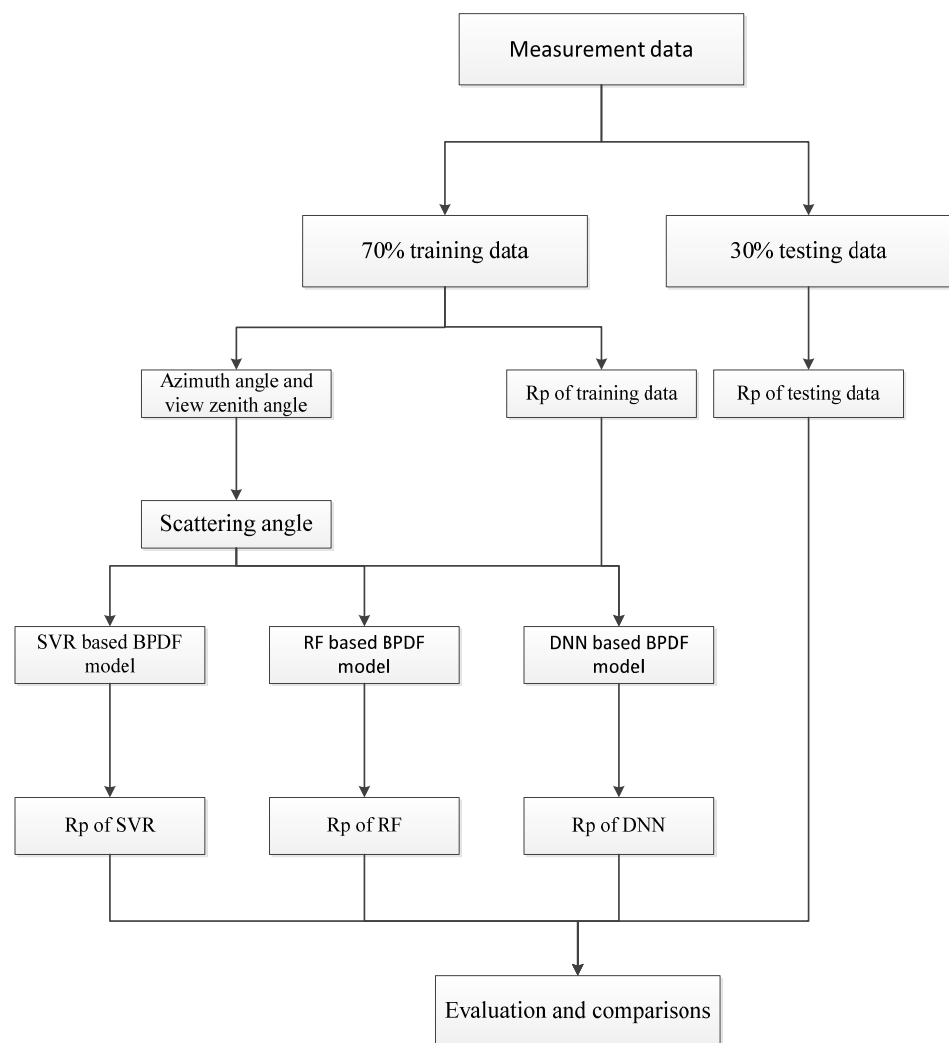 Measurement data
70% training data
30% testing data
Azimuth angle and
view zenith angle
Rp of training data
Rp of testing data
Scattering angle
SVR based BPDF
model
RF based BPDF
model
DNN based BPDF
model
Rp of SVR
Rp of RF
Rp of DNN
Evaluation and comparisons